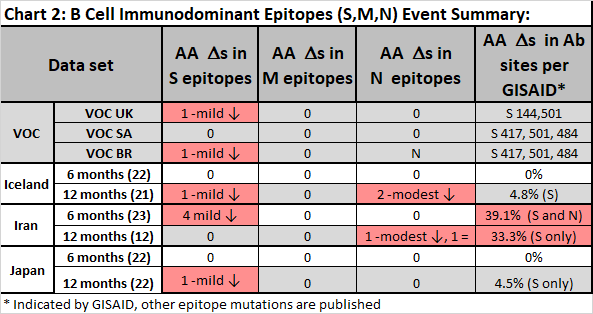 Chart 2: B Cell Immunodominant Epitopes (S,M,N) Event Summary:
Data set | AA Δs in S epitopes | AA Δs in M epitopes | AA Δs in N epitopes | AA Δs in Ab sites per GISAID*
VOC | VOC UK | 1 -mild ↓ | 0 | 0 | S 144,501
VOC SA | 0 | 0 | 0 | S 417, 501, 484
VOC BR | 1 -mild ↓ | 0 | N | S 417, 501, 484
Iceland | 6 months (22) | 0 | 0 | 0 | 0%
12 months (21) | 1 -mild ↓ | 0 | 2 -modest ↓ | 4.8% (S)
Iran | 6 months (23) | 4 mild ↓ | 0 | 0 | 39.1% (S and N)
12 months (12) | 0 | 0 | 1 -modest ↓, 1 = | 33.3% (S only)
Japan | 6 months (22) | 0 | 0 | 0 | 0%
12 months (22) | 1 -mild ↓ | 0 | 0 | 4.5% (S only)
* Indicated by GISAID, other epitope mutations are published